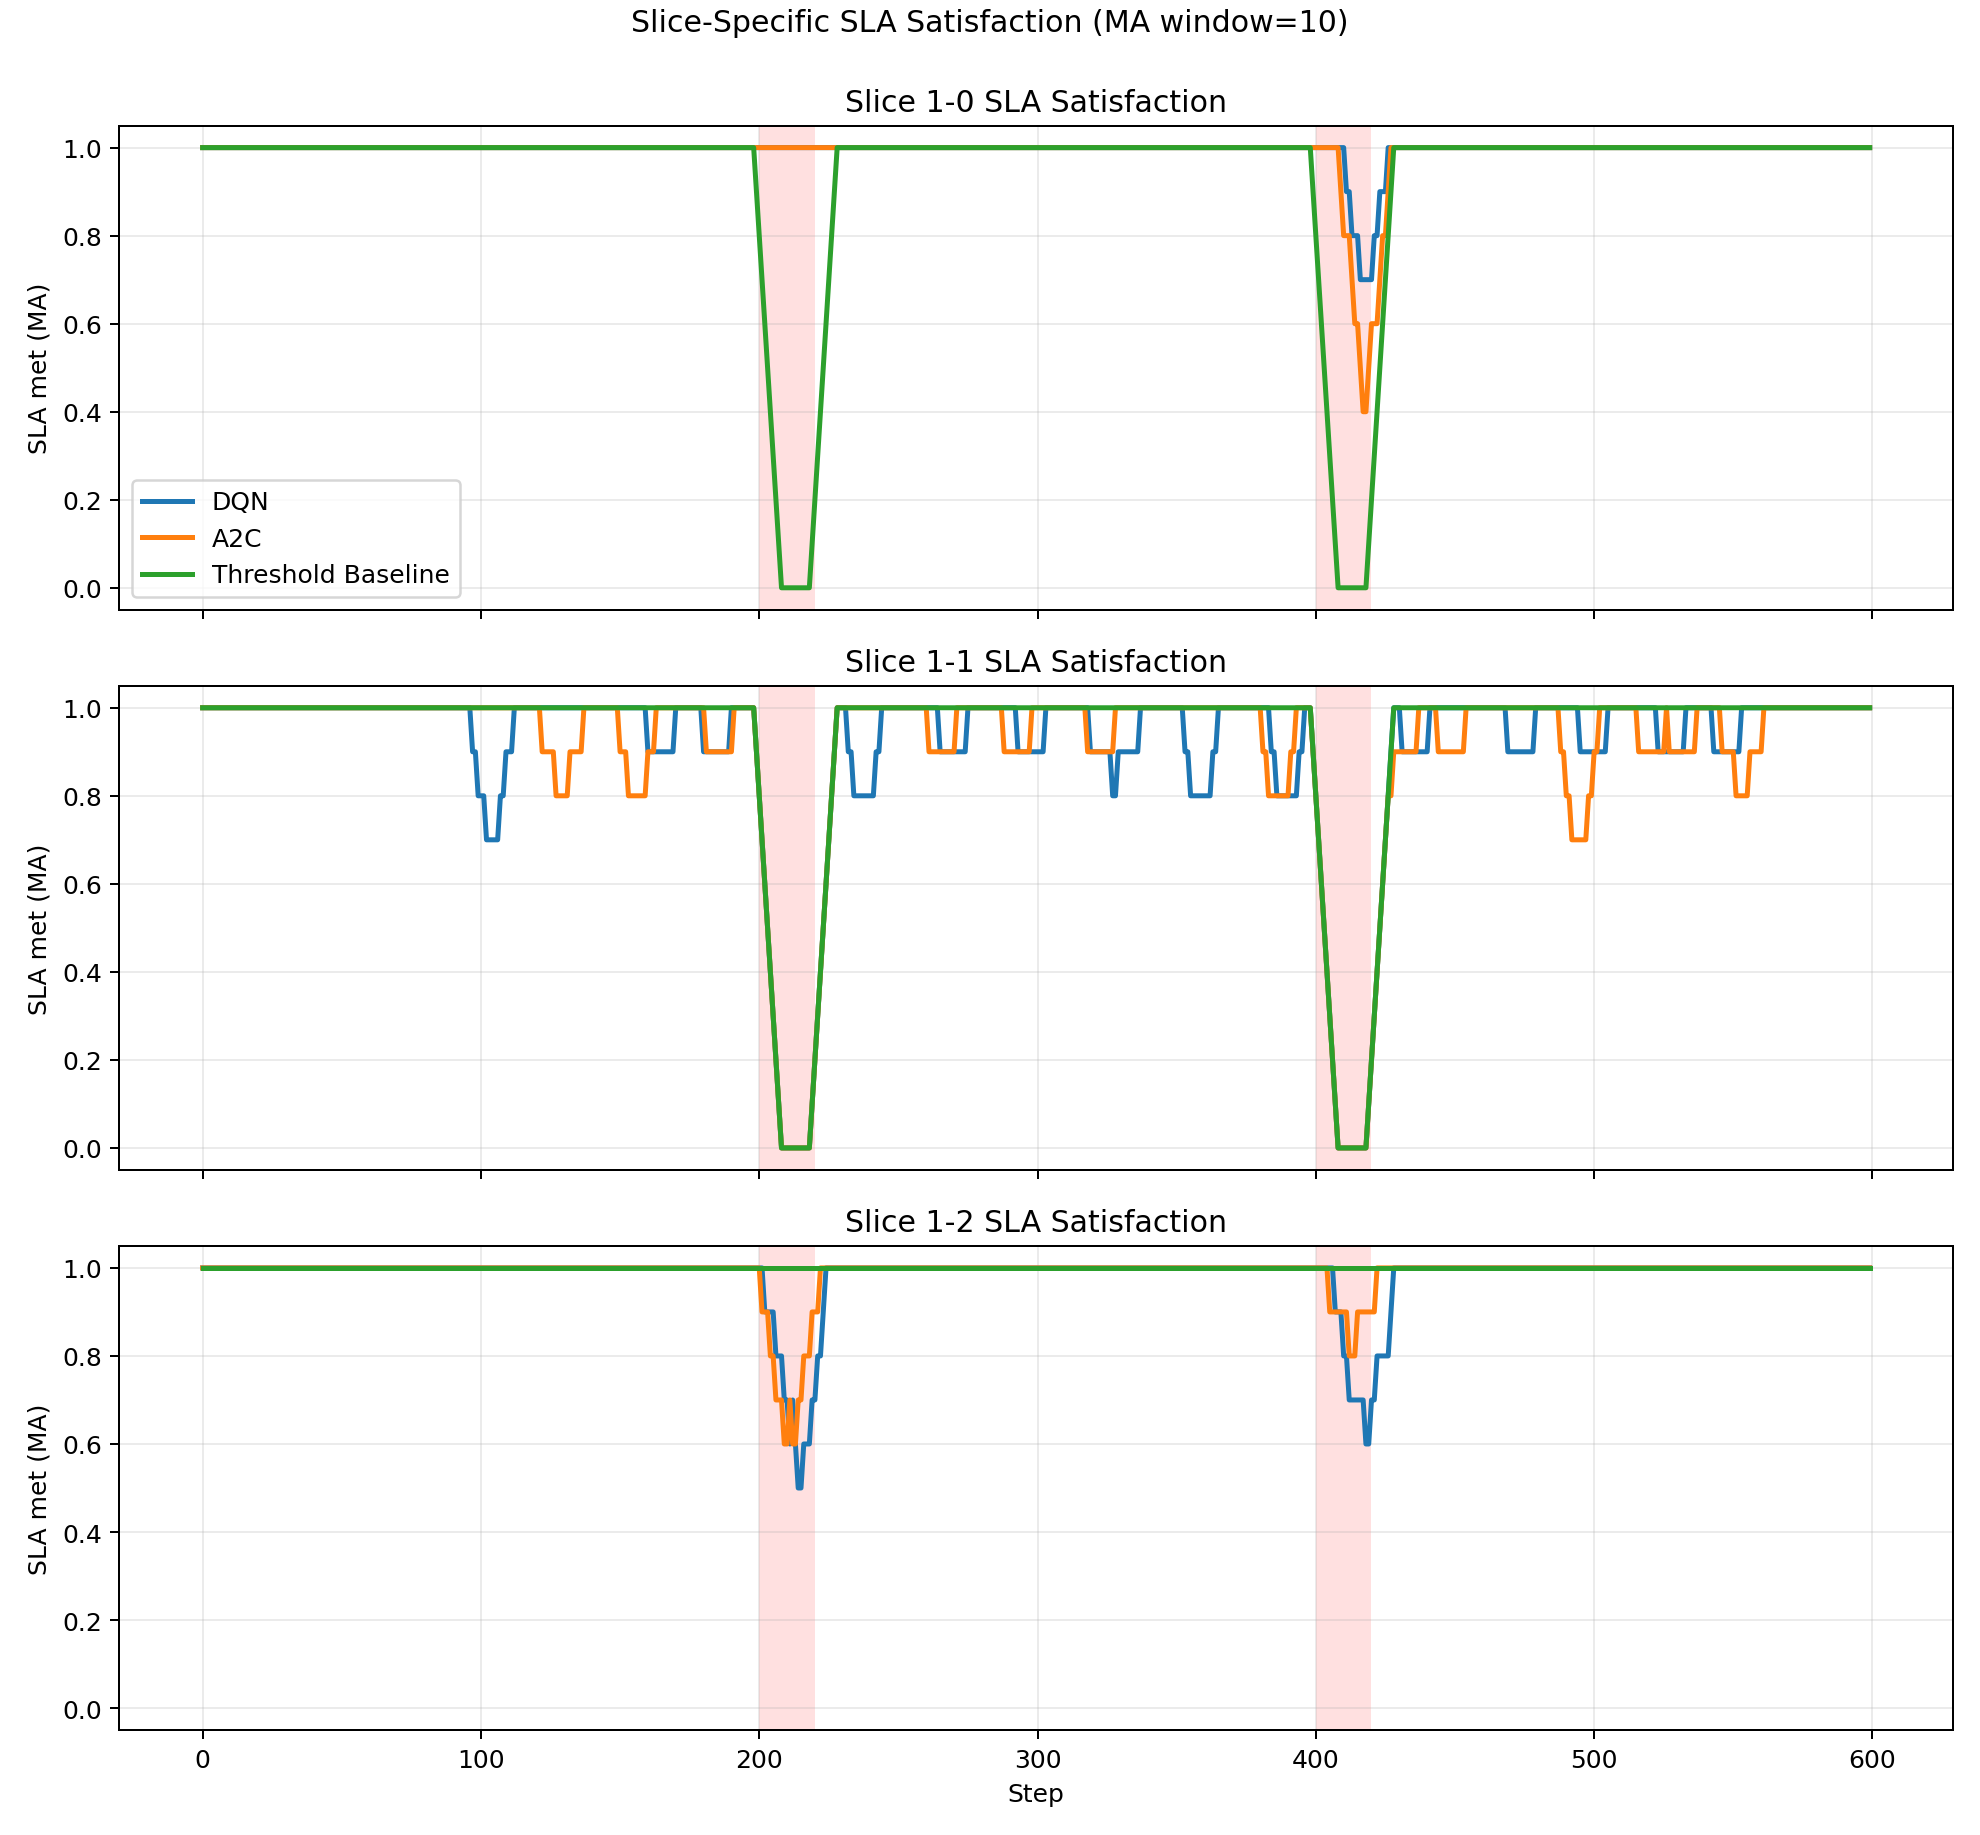 Slice-Specific SLA Satisfaction (MA window=10)
Slice 1-0 SLA Satisfaction
SLA met (MA)
1.0
0.8
0.6
0.4
0.2
0.0
DQN
A2C
Threshold Baseline
Slice 1-1 SLA Satisfaction
SLA met (MA)
1.0
0.8
0.6
0.4
0.2
0.0
Slice 1-2 SLA Satisfaction
SLA met (MA)
1.0
0.8
0.6
0.4
0.2
0.0
0 100 200 300 400 500 600
Step